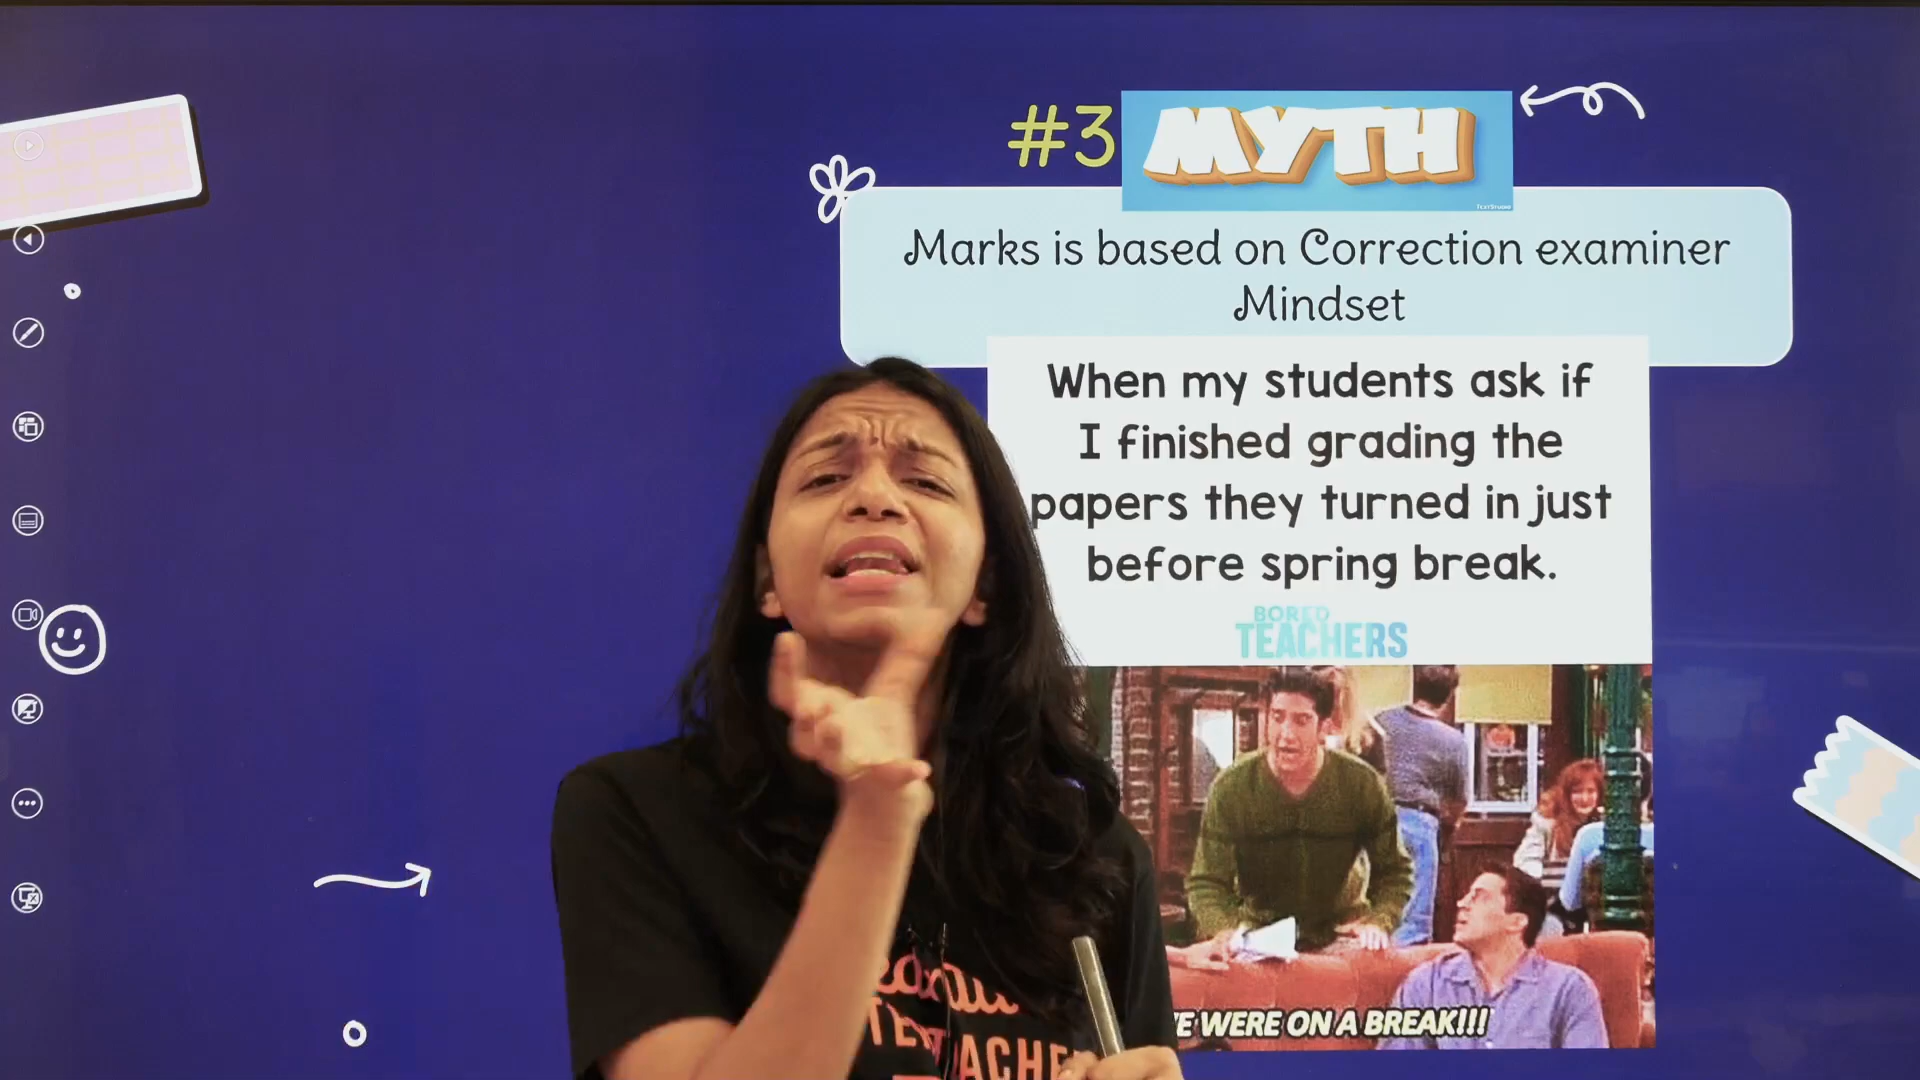 #3 MYTH
TEXTSTUDIO
Marks is based on Correction examiner
Mindset
When my students ask if
I finished grading the
papers they turned in just
before spring break.
BORED
TEACHERS
WERE ON A BREAK!!!